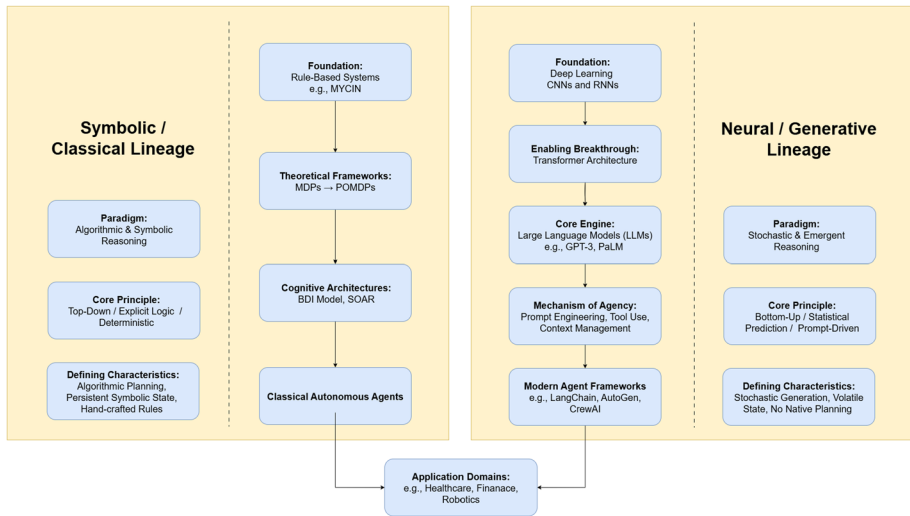 Symbolic /
Classical Lineage
Paradigm:
Algorithmic & Symbolic
Reasoning
Core Principle:
Top-Down / Explicit Logic /
Deterministic
Defining Characteristics:
Algorithmic Planning,
Persistent Symbolic State,
Hand-crafted Rules
Foundation:
Rule-Based Systems
e.g., MYCIN
Theoretical Frameworks:
MDPs → POMDPs
Cognitive Architectures:
BDI Model, SOAR
Classical Autonomous Agents
Foundation:
Deep Learning
CNNs and RNNs
Enabling Breakthrough:
Transformer Architecture
Core Engine:
Large Language Models (LLMs)
e.g., GPT-3, PaLM
Mechanism of Agency:
Prompt Engineering, Tool Use,
Context Management
Modern Agent Frameworks
e.g., LangChain, AutoGen,
CrewAI
Neural / Generative
Lineage
Paradigm:
Stochastic & Emergent
Reasoning
Core Principle:
Bottom-Up / Statistical
Prediction / Prompt-Driven
Defining Characteristics:
Stochastic Generation, Volatile
State, No Native Planning
Application Domains:
e.g., Healthcare, Finanace,
Robotics